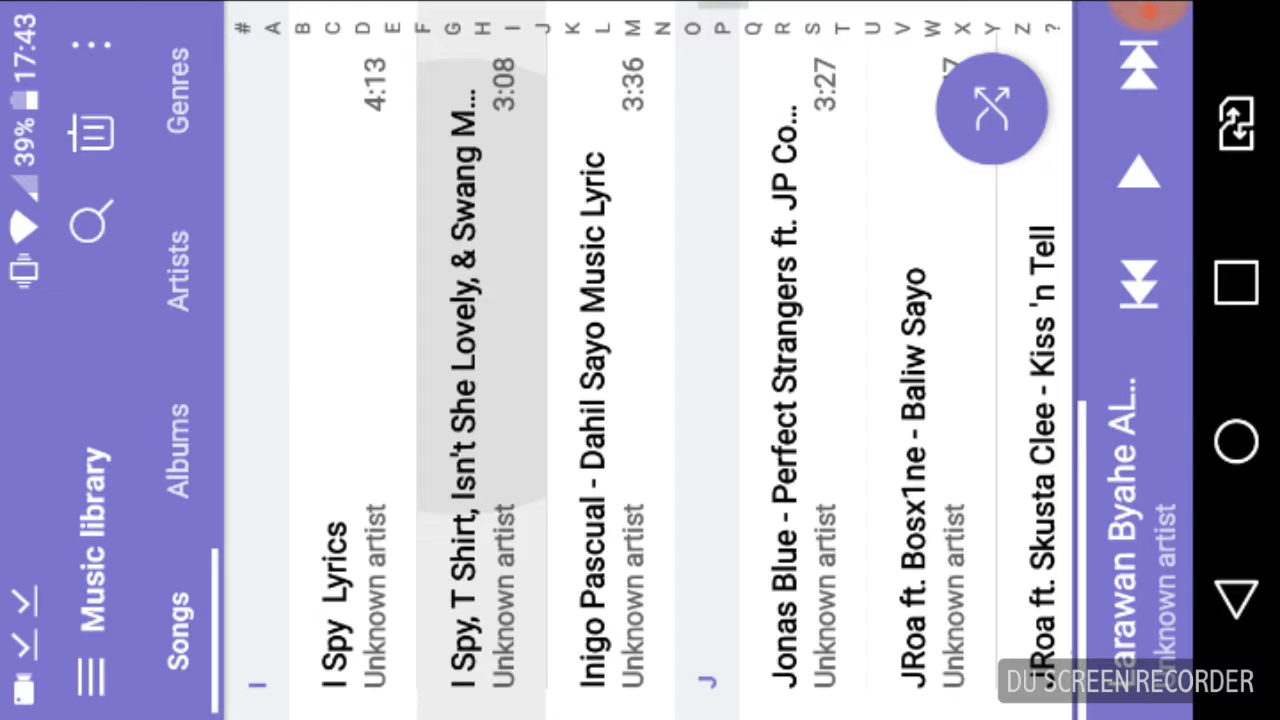 39% 17:43
Music library
Songs Albums Artists Genres
I
I Spy Lyrics
Unknown artist 4:13
I Spy, T Shirt, Isn't She Lovely, & Swang M...
Unknown artist 3:08
Inigo Pascual - Dahil Sayo Music Lyric
Unknown artist 3:36
J
Jonas Blue - Perfect Strangers ft. JP Co...
Unknown artist 3:27
JRoa ft. Bosx1ne - Baliw Sayo
Unknown artist
JRoa ft. Skusta Clee - Kiss 'n Tell
#
A
B
C
D
E
F
G
H
I
J
K
L
M
N
O
P
Q
R
S
T
U
V
W
X
Y
Z
?
Byahe AL..
Unknown artist
DU SCREEN RECORDER